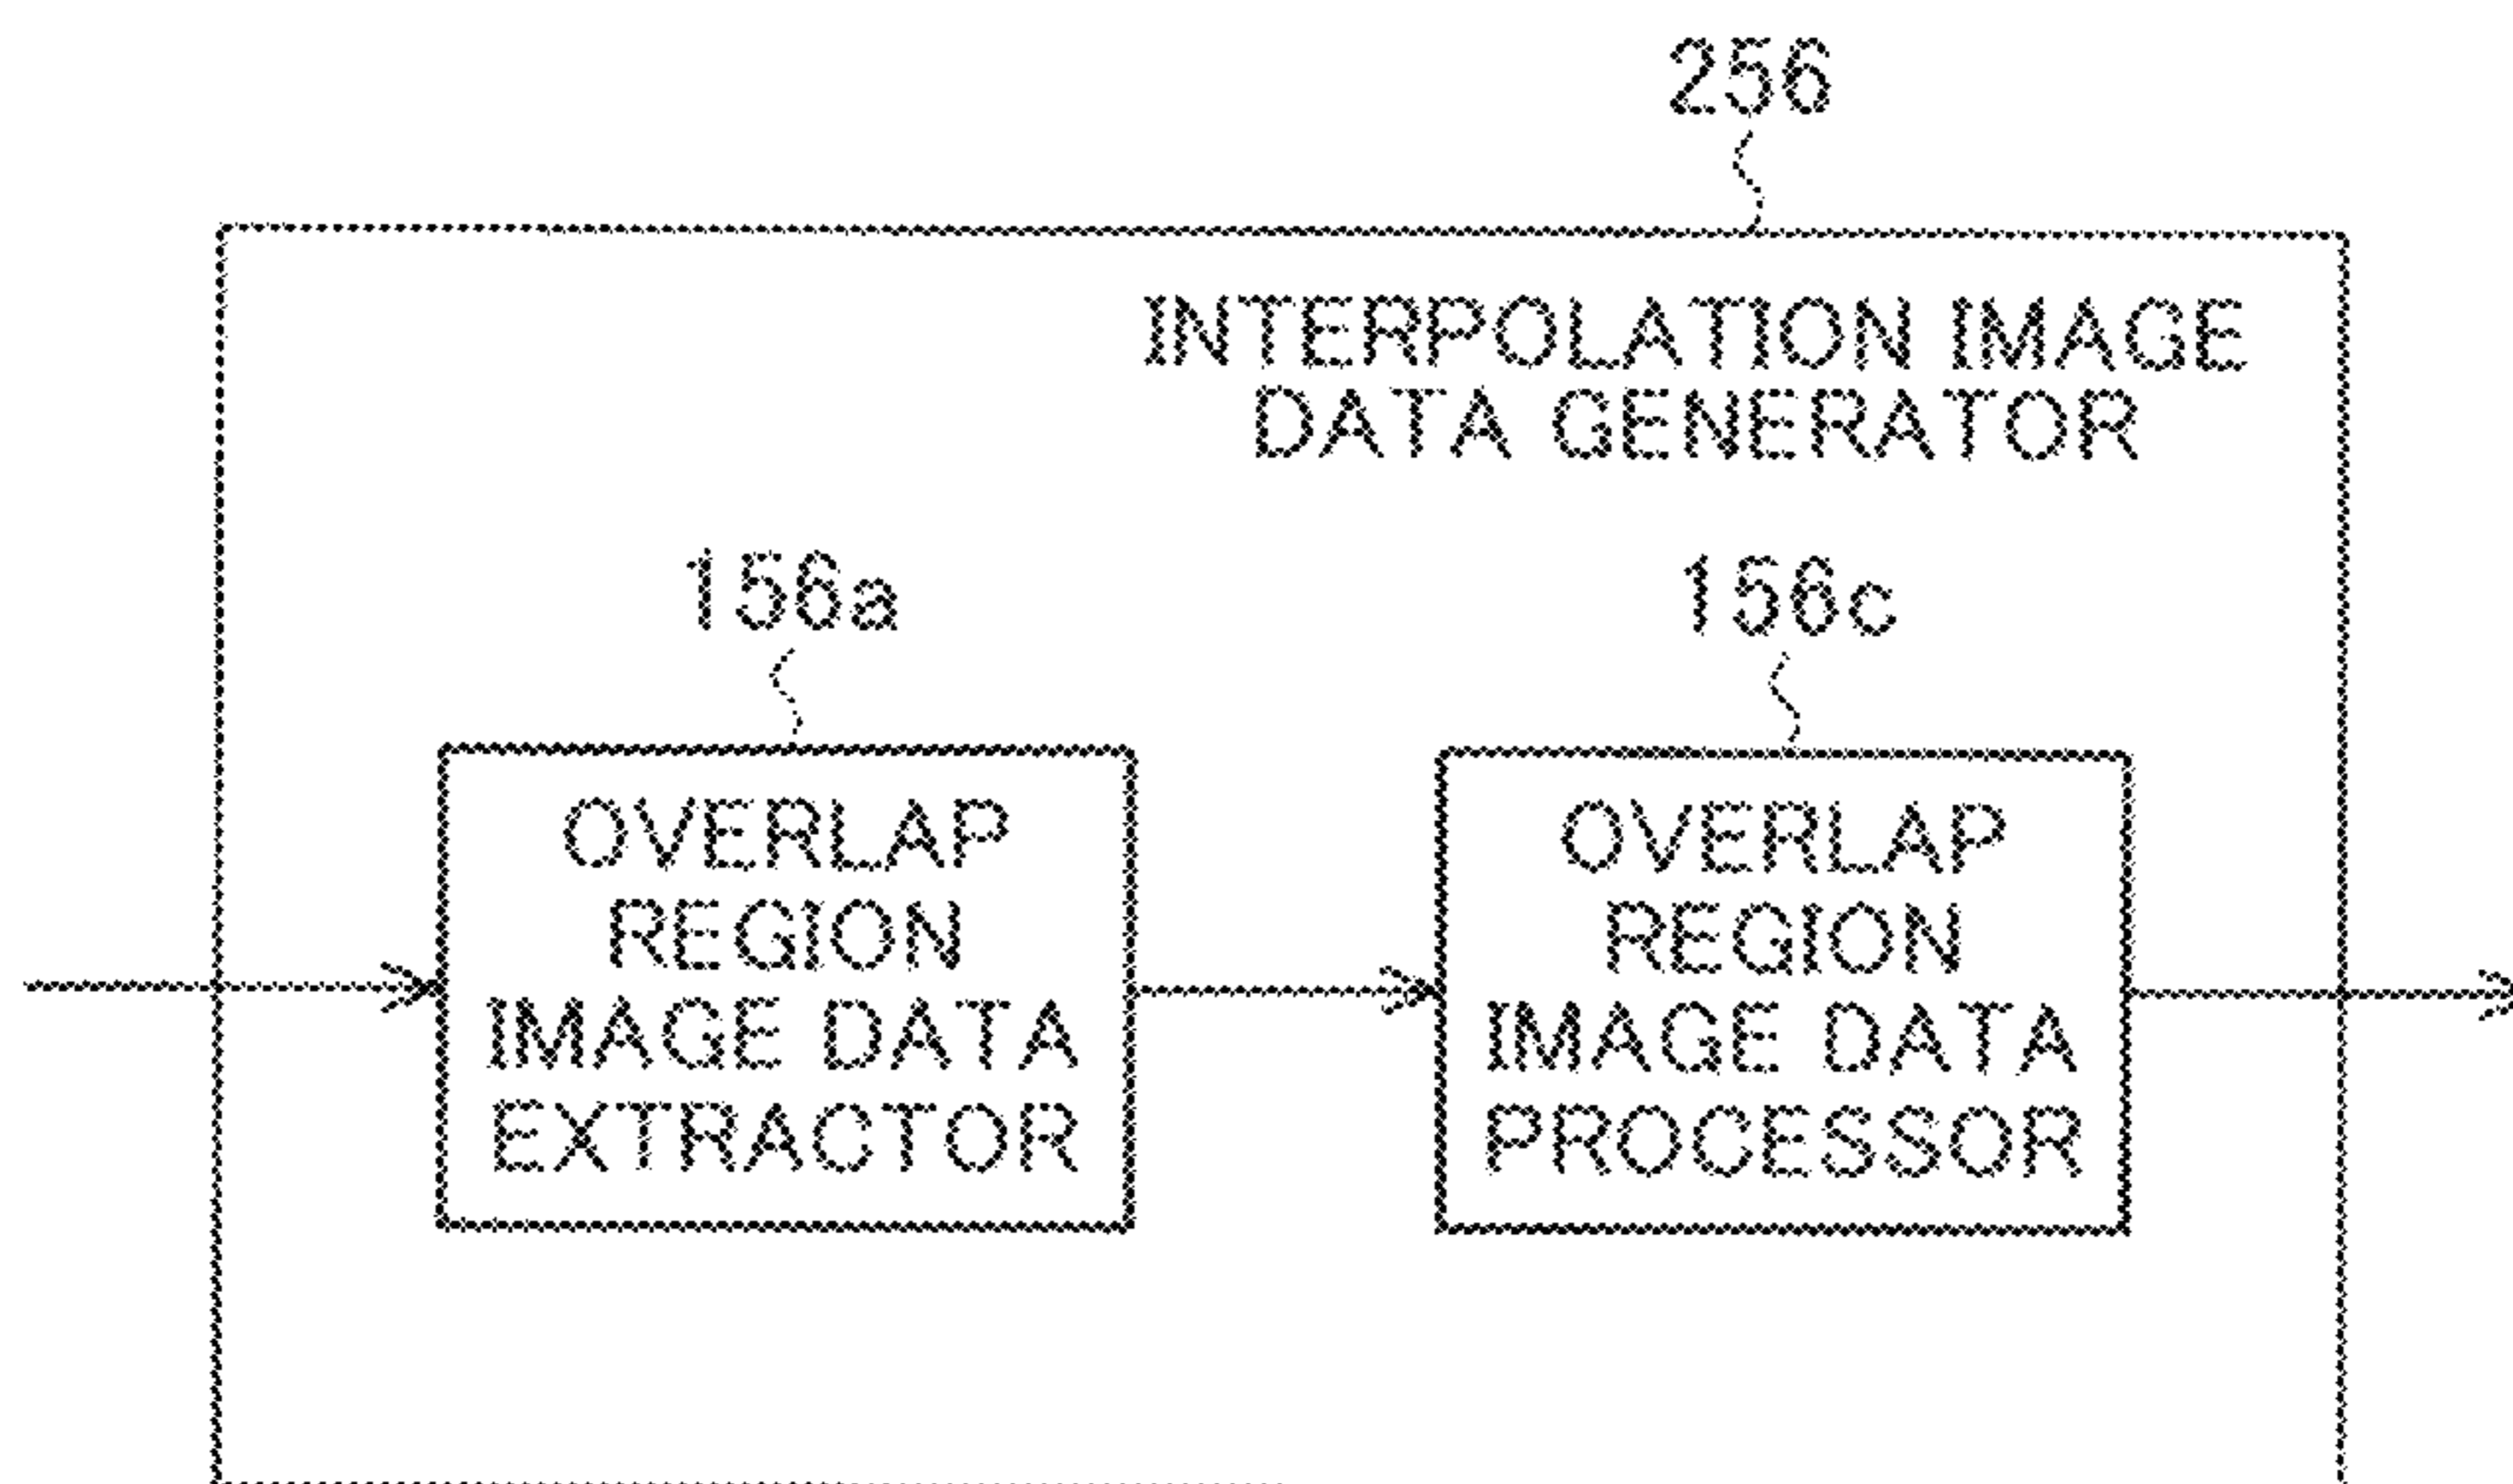 256
INTERPOLATION IMAGE
DATA GENERATOR
156a
OVERLAP
REGION
IMAGE DATA
EXTRACTOR
156c
OVERLAP
REGION
IMAGE DATA
PROCESSOR